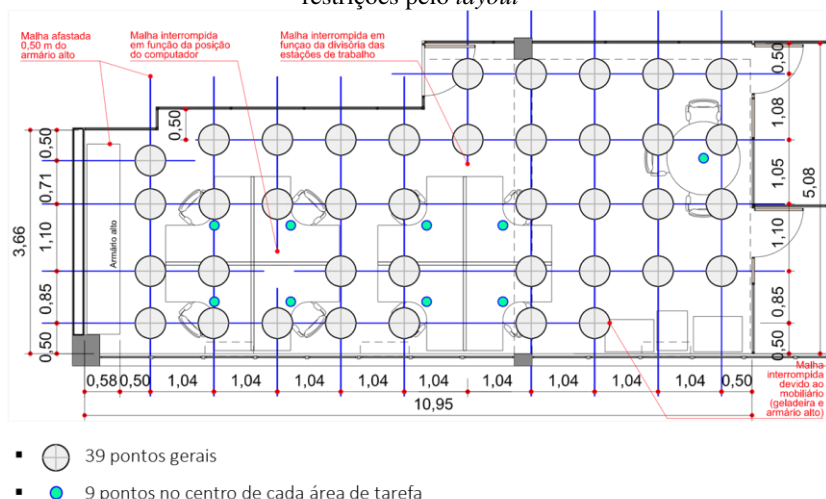 restrições pelo layout
Malha afastada
0,50 m do
armário alto
Malha interrompida
em função da posição
do computador
Malha interrompida em
funçao da divisória das
estações de trabalho
0,50
1,08
1,05
5,08
1,10
0,85
0,50
0,50
0,50
0,71
1,10
3,66
0,85
0,50
Armário alto
0,58 0,50 1,04 1,04 1,04 1,04 1,04 1,04 1,04 1,04 1,04 0,50
10,95
Malha
interrompida
devido ao
mobiliário
(geladeira e
armário alto)
39 pontos gerais
9 pontos no centro de cada área de tarefa